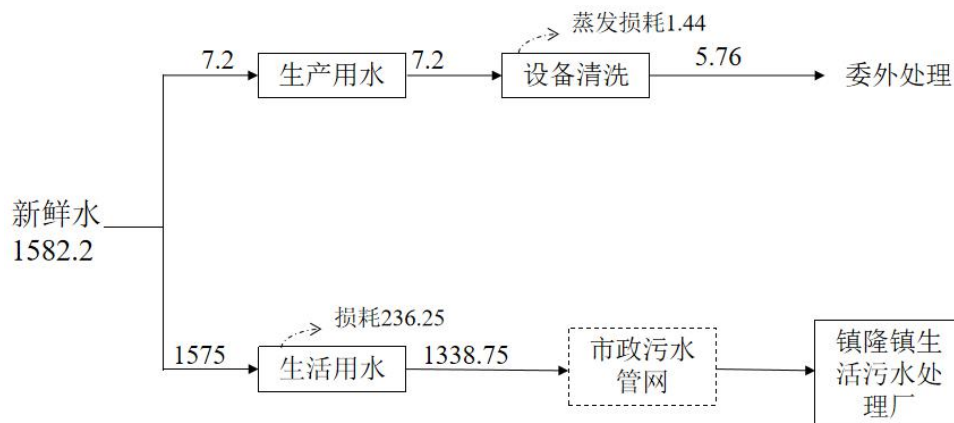 蒸发损耗1.44
7.2
生产用水
7.2
设备清洗
5.76
委外处理
新鲜水
1582.2
损耗236.25
1575
生活用水
1338.75
市政污水
管网
镇隆镇生
活污水处
理厂